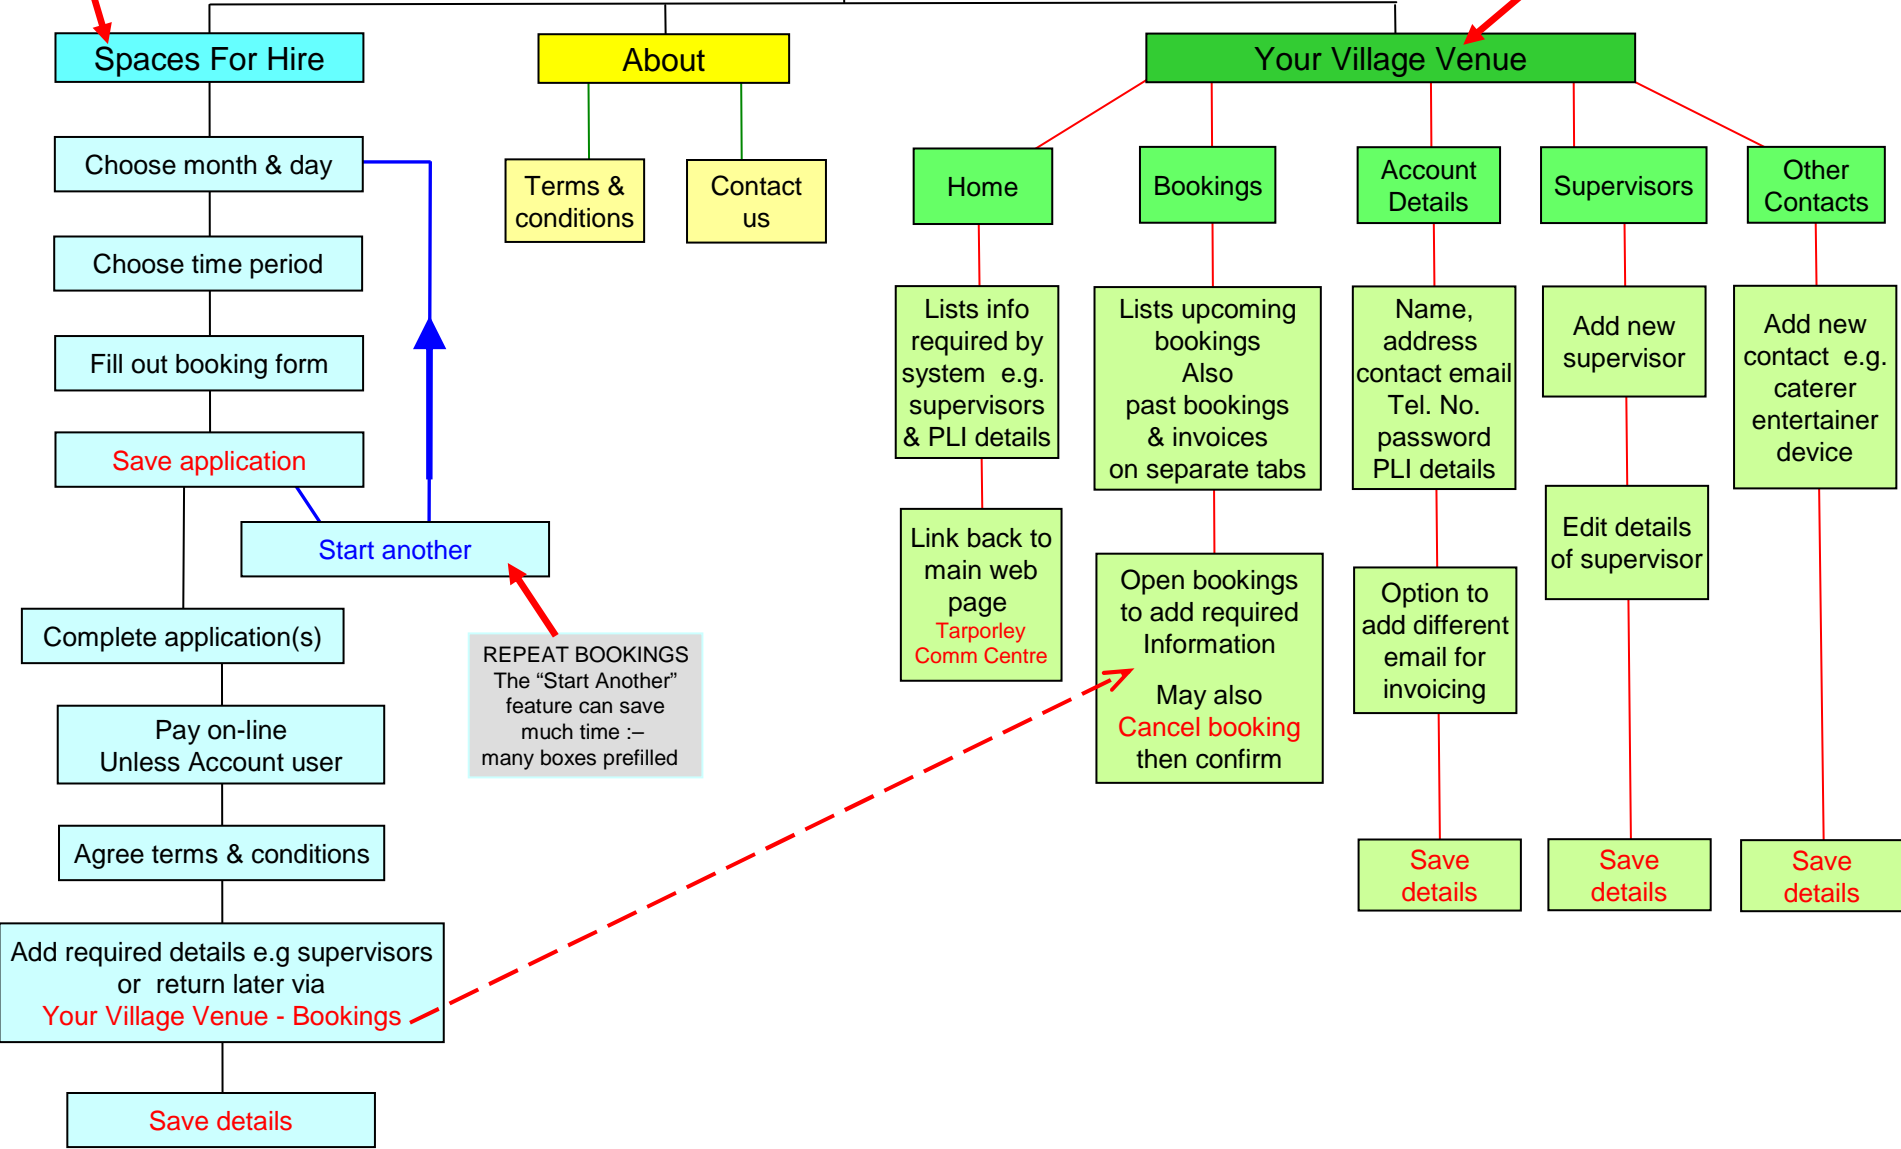 Spaces For Hire
About
Your Village Venue
Choose month & day
Choose time period
Fill out booking form
Save application
Start another
Complete application(s)
Pay on-line
Unless Account user
Agree terms & conditions
Add required details e.g supervisors
or  return later via
Your Village Venue - Bookings
Save details
REPEAT BOOKINGS
The “Start Another”
feature can save
much time :–
many boxes prefilled
Terms &
conditions
Contact
us
Home
Lists info
required by
system  e.g.
supervisors
& PLI details
Link back to
main web
page
Tarporley
Comm Centre
Bookings
Lists upcoming
bookings
Also
past bookings
& invoices
on separate tabs
Open bookings
to add required
Information
May also
Cancel booking
then confirm
Account
Details
Name,
address
contact email
Tel. No.
password
PLI details
Option to
add different
email for
invoicing
Save
details
Supervisors
Add new
supervisor
Edit details
of supervisor
Save
details
Other
Contacts
Add new
contact  e.g.
caterer
entertainer
device
Save
details